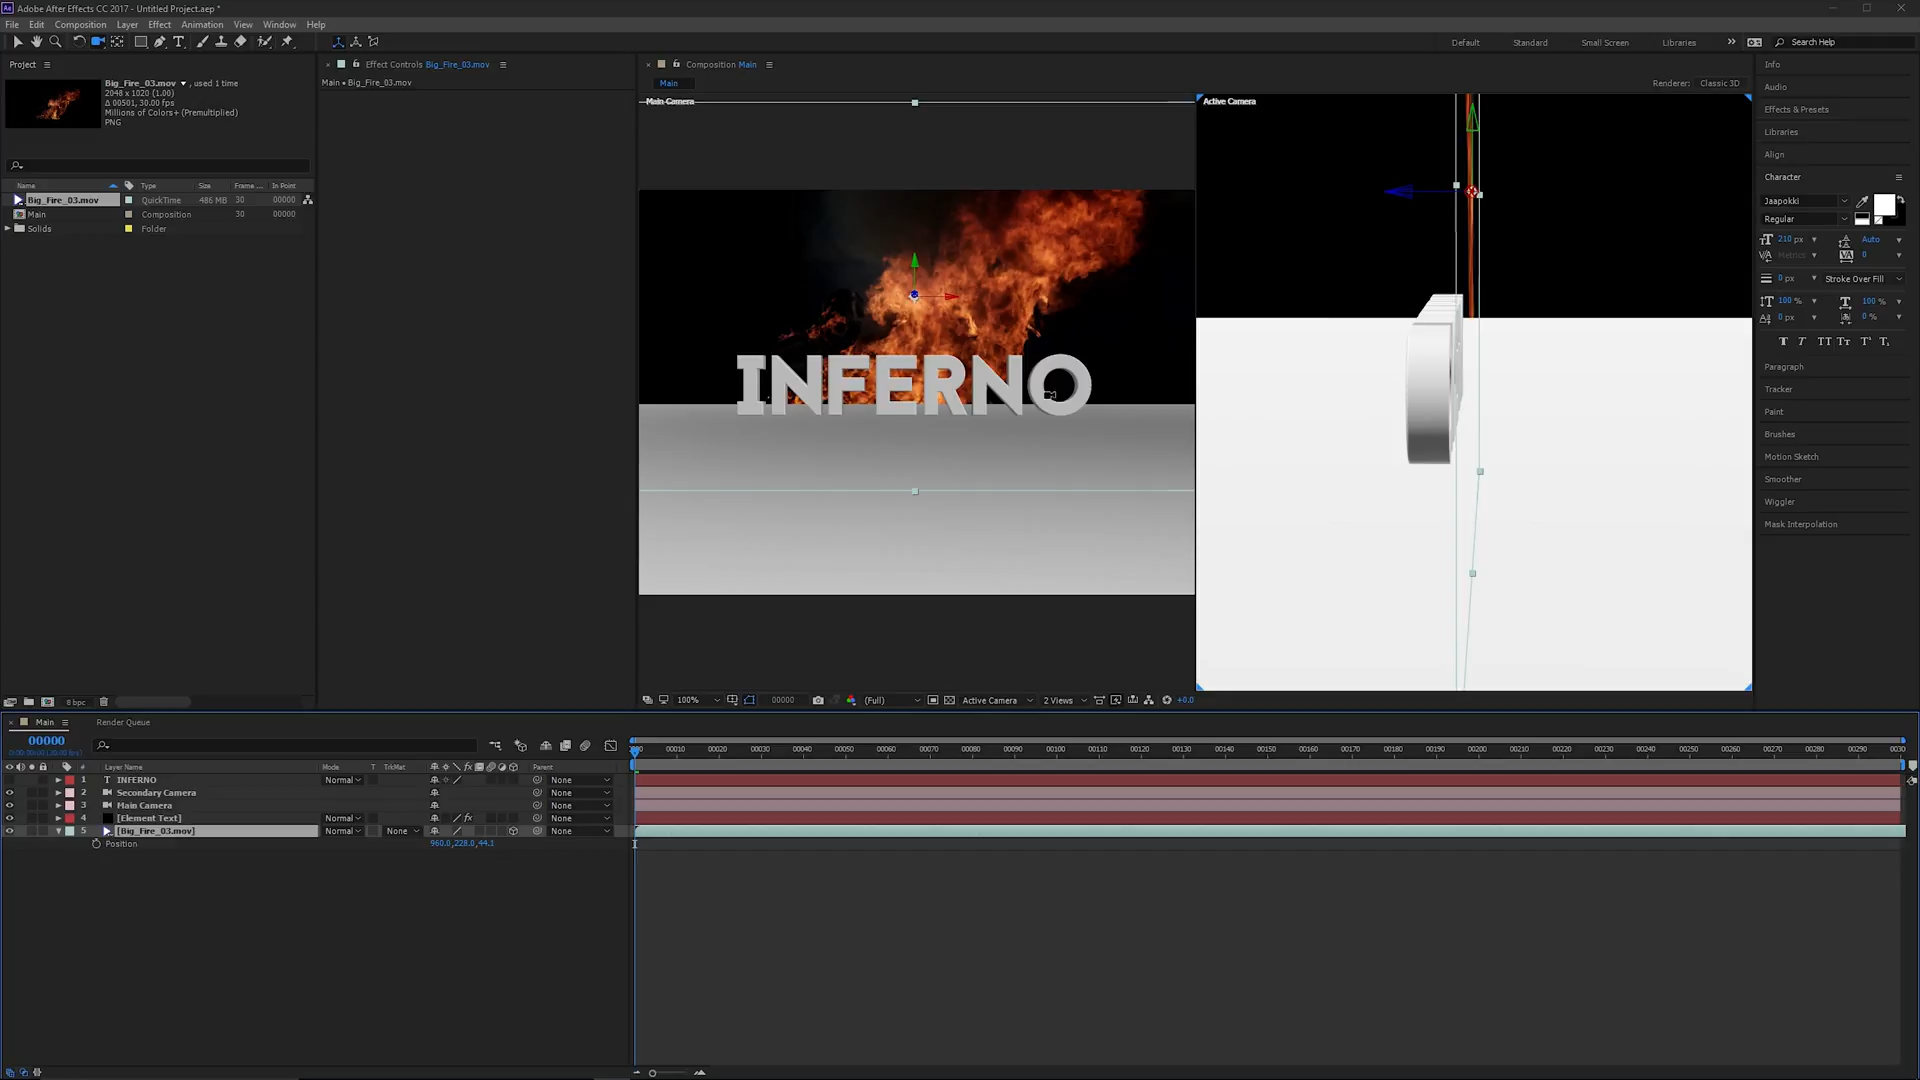 Adobe After Effects CC 2017 - Untitled Project.aep *
File Edit Composition Layer Effect Animation View Window Help
Default Standard Small Screen Libraries Search Help
Project
Big_Fire_03.mov , used 1 time
2048 x 1020 (1.00)
Δ 00501, 30.00 fps
Millions of Colors+ (Premultiplied)
PNG
Name Type Size Frame ... In Point
Big_Fire_03.mov QuickTime 486 MB 30 00000
Main Composition 30 00000
Solids Folder
8 bpc
Effect Controls Big_Fire_03.mov
Main • Big_Fire_03.mov
Composition Main
Main
Renderer: Classic 3D
Main Camera
Active Camera
INFERNO
100% 00000 (Full) Active Camera 2 Views +0.0
Info
Audio
Effects & Presets
Libraries
Align
Character
Jaapokki
Regular
210 px Auto
Metrics 0
0 px Stroke Over Fill
100 % 100 %
0 px 0 %
T T TT Tr T' T,
Paragraph
Tracker
Paint
Brushes
Motion Sketch
Smoother
Wiggler
Mask Interpolation
Main Render Queue
00000
# Layer Name Mode T TrkMat Parent
1 INFERNO Normal None
2 Secondary Camera None
3 Main Camera None
4 [Element Text] Normal None
5 [Big_Fire_03.mov] Normal None None
Position 960.0,228.0,44.1
00010 00020 00030 00040 00050 00060 00070 00080 00090 00100 00110 00120 00130 00140 00150 00160 00170 00180 00190 00200 00210 00220 00230 00240 00250 00260 00270 00280 00290 0030